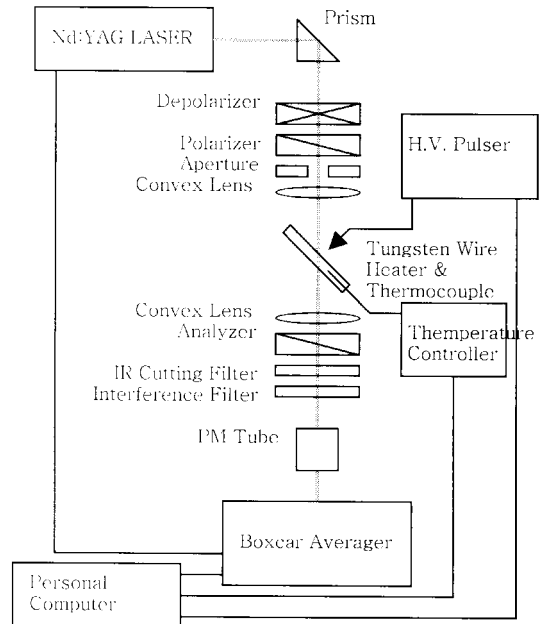 Nd:YAG LASER
Prism
Depolarizer
Polarizer
Aperture
Convex Lens
H.V. Pulser
Tungsten Wire
Heater &
Thermocouple
Convex Lens
Analyzer
Themperature
Controller
IR Cutting Filter
Interference Filter
PM Tube
Boxcar Averager
Personal
Computer